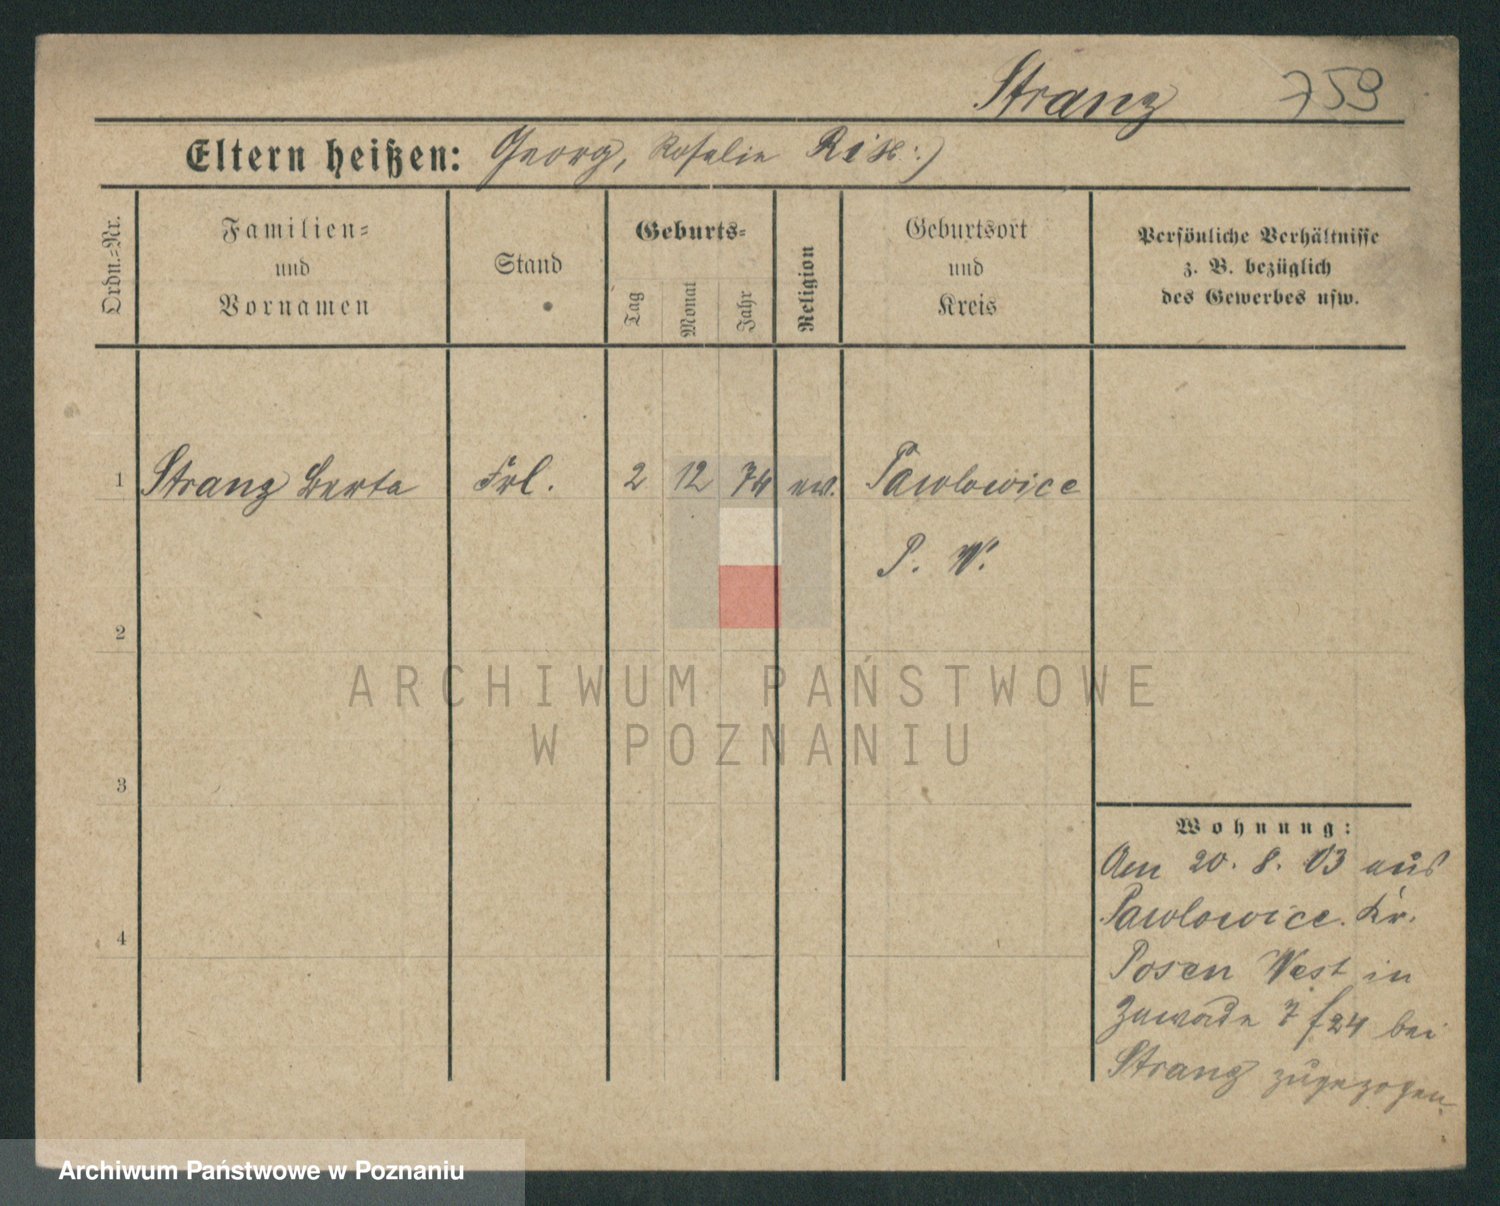 Stranz 759
Eltern heißen: Georg, Rosalie
Ordn.-Nr.
Familien-
und
Vornamen
Stand
Geburts-
Tag
Monat
Jahr
Religion
Geburtsort
und
Kreis
Persönliche Verhältnisse
z. B. bezüglich
des Gewerbes usw.
1 Stranz Berta Frl. 2 12 74 ev. Pawlowice
P. W.
2
3
4
Wohnung:
Am 20. 8. 03 aus
Pawlowice. Kr.
Posen West in
Zawade 7 f 24 bei
Stranz zugezogen
ARCHIWUM PAŃSTWOWE
W POZNANIU
Archiwum Państwowe w Poznaniu